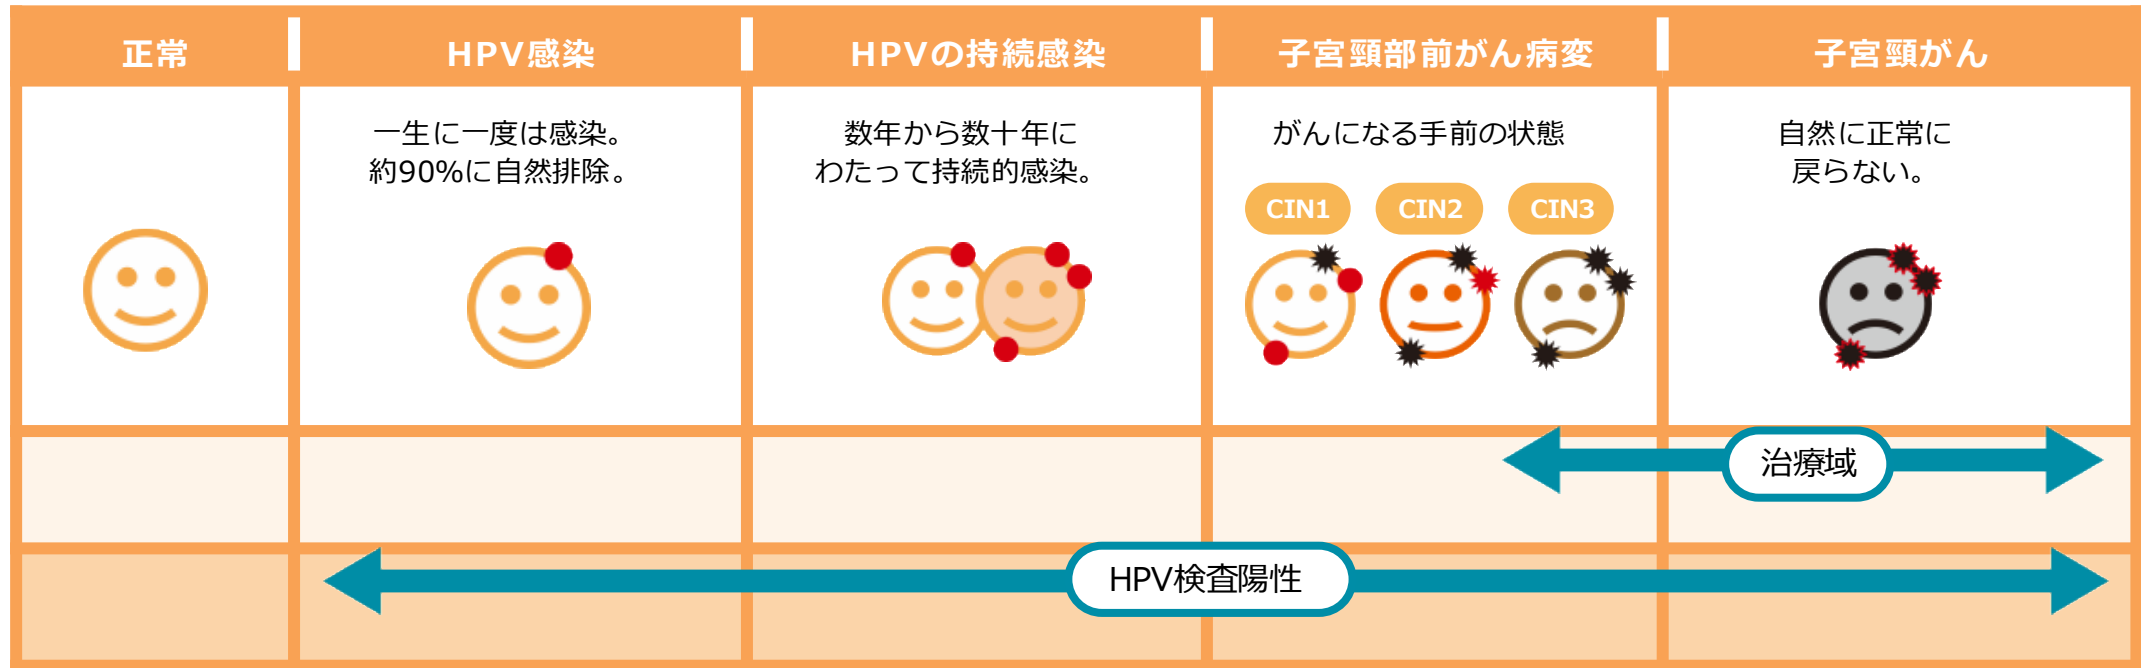 正常
HPV感染
HPVの持続感染
子宮頸部前がん病変
子宮頸がん
一生に一度は感染。
約90%に自然排除。
数年から数十年に
わたって持続的感染。
がんになる手前の状態
CIN1
CIN2
CIN3
自然に正常に
戻らない。
治療域
HPV検査陽性